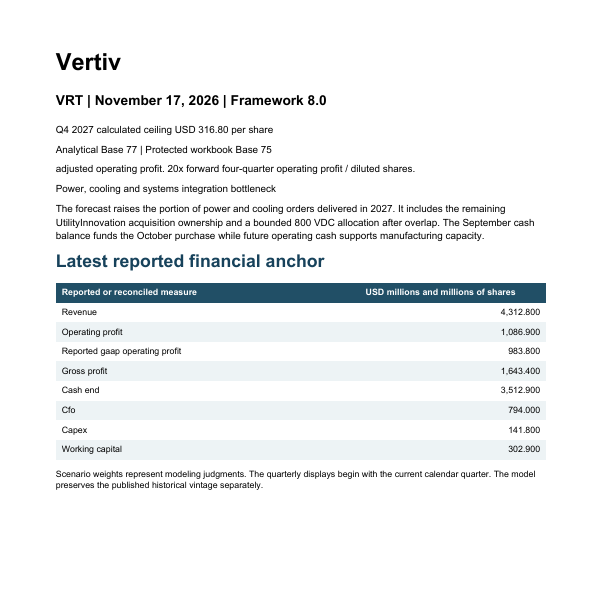 Vertiv
VRT | November 17, 2026 | Framework 8.0
Q4 2027 calculated ceiling USD 316.80 per share
Analytical Base 77 | Protected workbook Base 75
adjusted operating profit. 20x forward four-quarter operating profit / diluted shares.
Power, cooling and systems integration bottleneck
The forecast raises the portion of power and cooling orders delivered in 2027. It includes the remaining
UtilityInnovation acquisition ownership and a bounded 800 VDC allocation after overlap. The September cash
balance funds the October purchase while future operating cash supports manufacturing capacity.
Latest reported financial anchor
Reported or reconciled measure USD millions and millions of shares
Revenue 4,312.800
Operating profit 1,086.900
Reported gaap operating profit 983.800
Gross profit 1,643.400
Cash end 3,512.900
Cfo 794.000
Capex 141.800
Working capital 302.900
Scenario weights represent modeling judgments. The quarterly displays begin with the current calendar quarter. The model
preserves the published historical vintage separately.